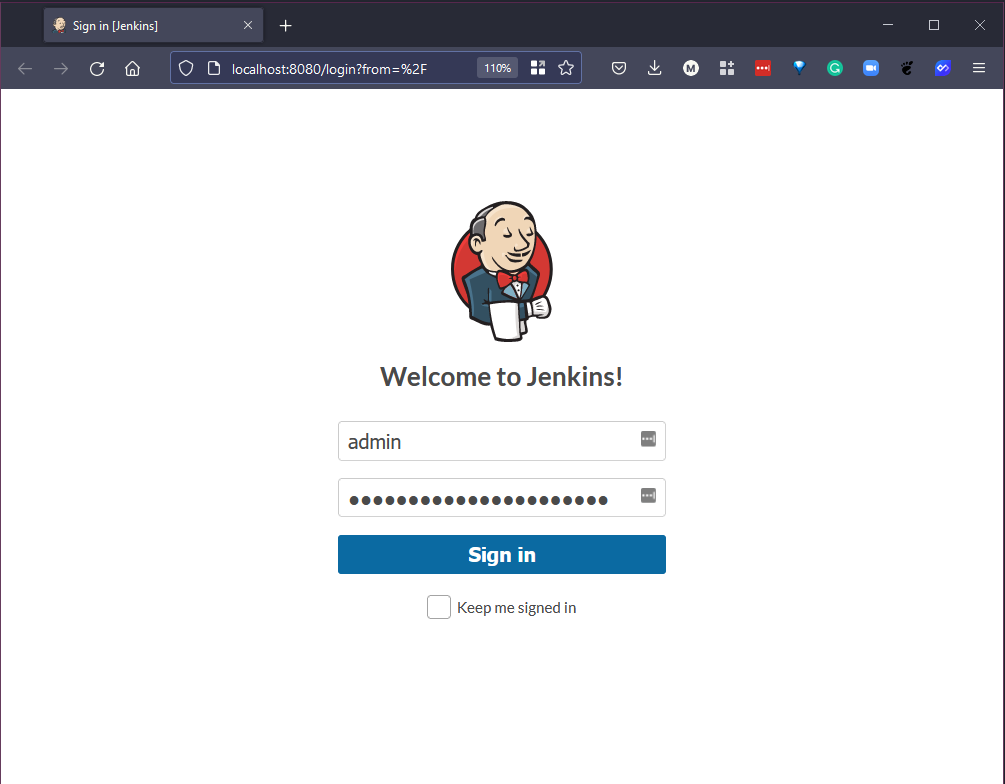 Sign in [Jenkins]
localhost:8080/login?from=%2F
110%
M
G
Welcome to Jenkins!
admin
Sign in
Keep me signed in